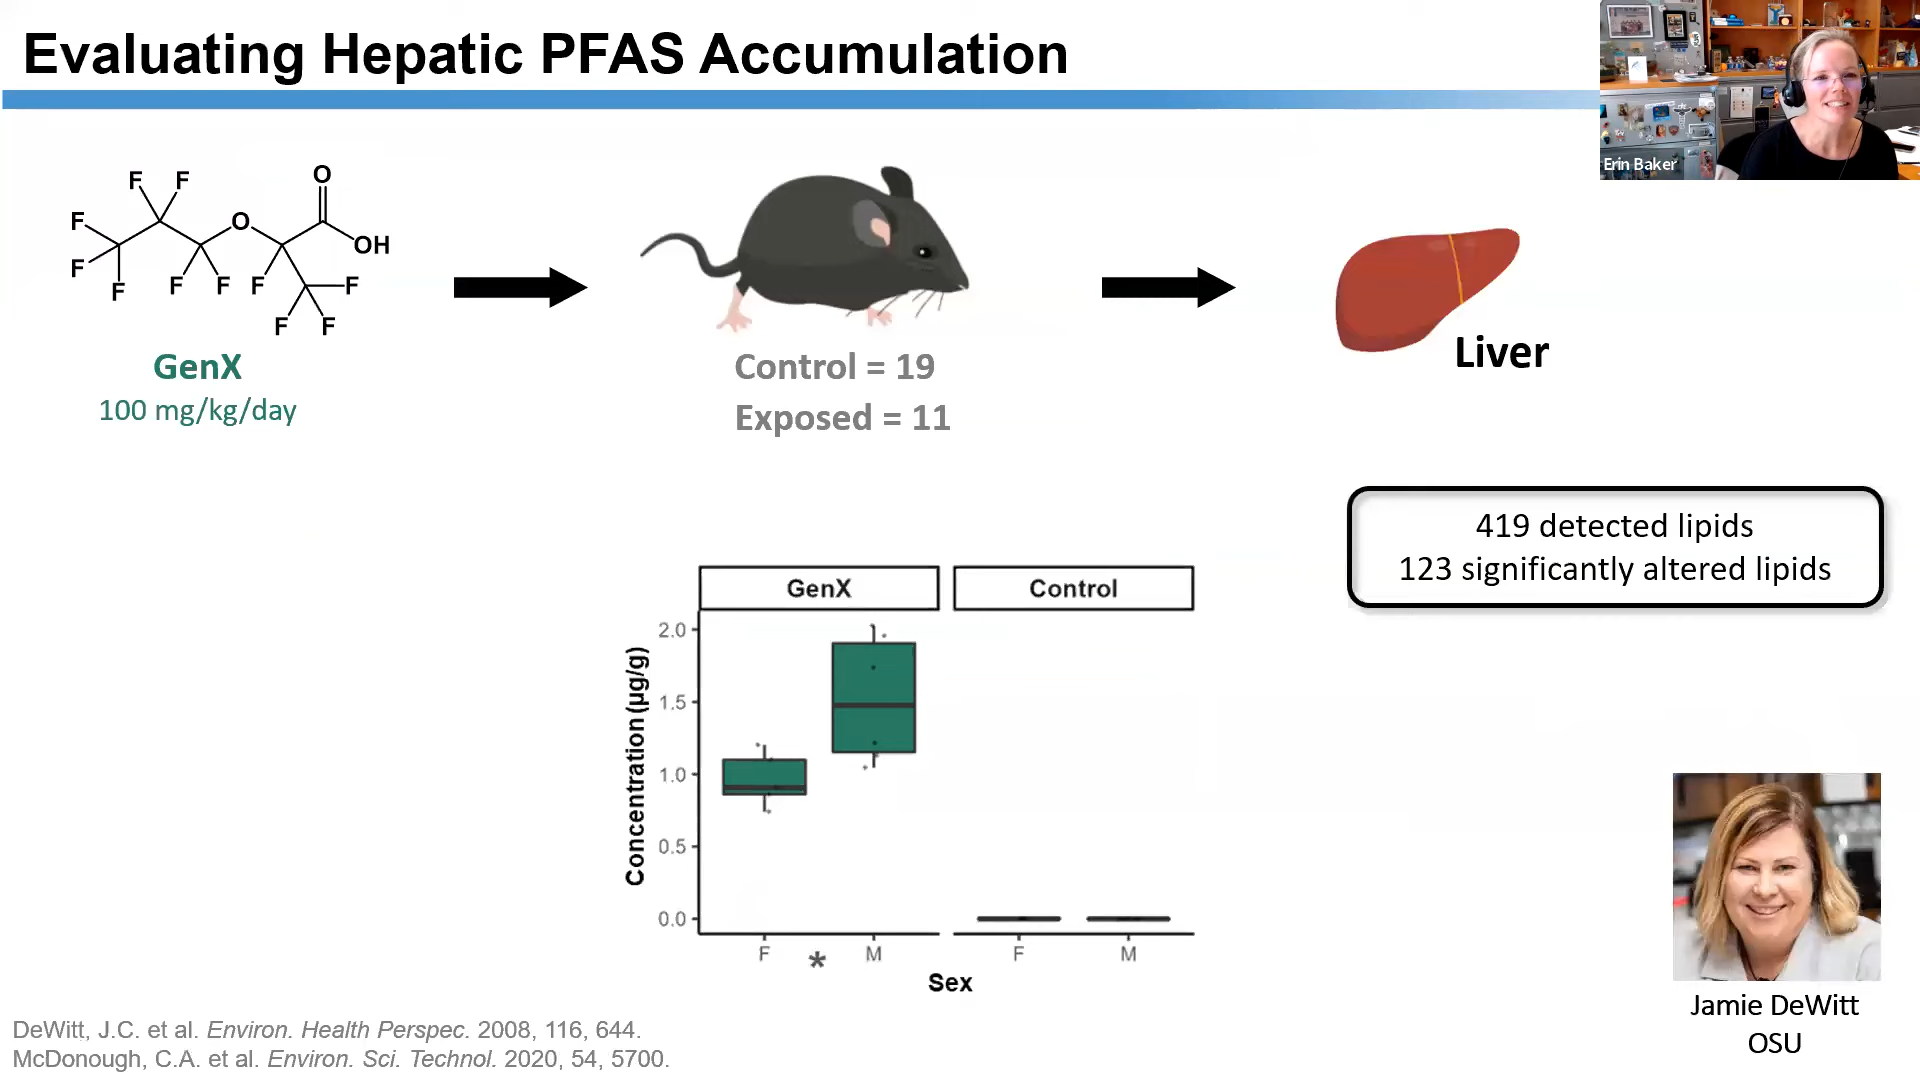 Evaluating Hepatic PFAS Accumulation
Erin Baker
F F O
F O OH
F F F F F F
F F
GenX
100 mg/kg/day
Control = 19
Exposed = 11
Liver
419 detected lipids
123 significantly altered lipids
GenX Control
2.0
1.5
1.0
0.5
0.0
Concentration (µg/g)
F * M F M
Sex
Jamie DeWitt
OSU
DeWitt, J.C. et al. Environ. Health Perspec. 2008, 116, 644.
McDonough, C.A. et al. Environ. Sci. Technol. 2020, 54, 5700.